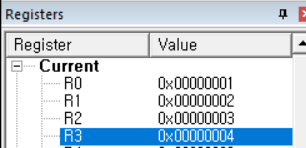 Registers
Register Value
Current
R0 0x00000001
R1 0x00000002
R2 0x00000003
R3 0x00000004